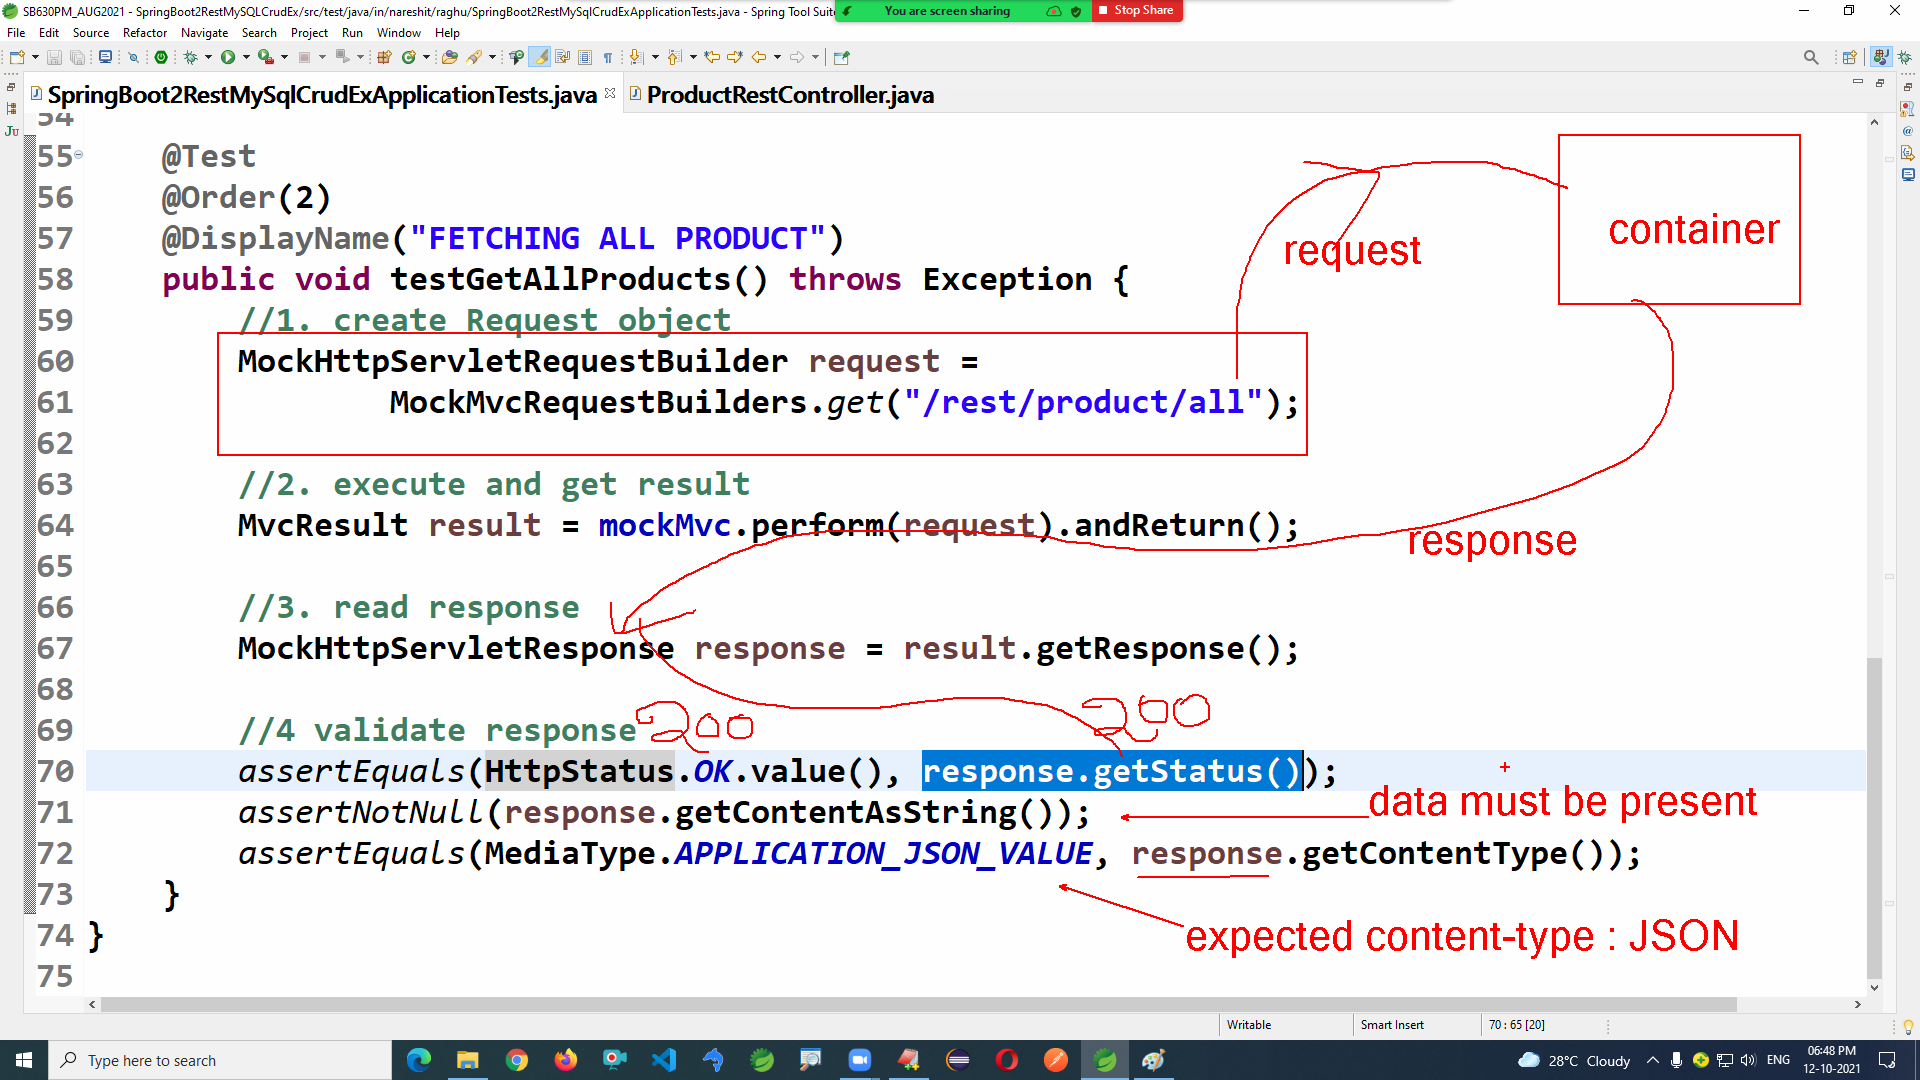 SB630PM_AUG2021 - SpringBoot2RestMySQLCrudEx/src/test/java/in/nareshit/raghu/SpringBoot2RestMySqlCrudExApplicationTests.java - Spring Tool Suite
You are screen sharing
Stop Share
File Edit Source Refactor Navigate Search Project Run Window Help
SpringBoot2RestMySqlCrudExApplicationTests.java
ProductRestController.java
54
55 @Test
56 @Order(2)
57 @DisplayName("FETCHING ALL PRODUCT")
58 public void testGetAllProducts() throws Exception {
59 //1. create Request object
60 MockHttpServletRequestBuilder request =
61 MockMvcRequestBuilders.get("/rest/product/all");
62
63 //2. execute and get result
64 MvcResult result = mockMvc.perform(request).andReturn();
65
66 //3. read response
67 MockHttpServletResponse response = result.getResponse();
68
69 //4 validate response
70 assertEquals(HttpStatus.OK.value(), response.getStatus());
71 assertNotNull(response.getContentAsString());
72 assertEquals(MediaType.APPLICATION_JSON_VALUE, response.getContentType());
73 }
74 }
75
request
container
response
200
200
data must be present
expected content-type : JSON
Writable
Smart Insert
70 : 65 [20]
Type here to search
28°C Cloudy
ENG
06:48 PM
12-10-2021